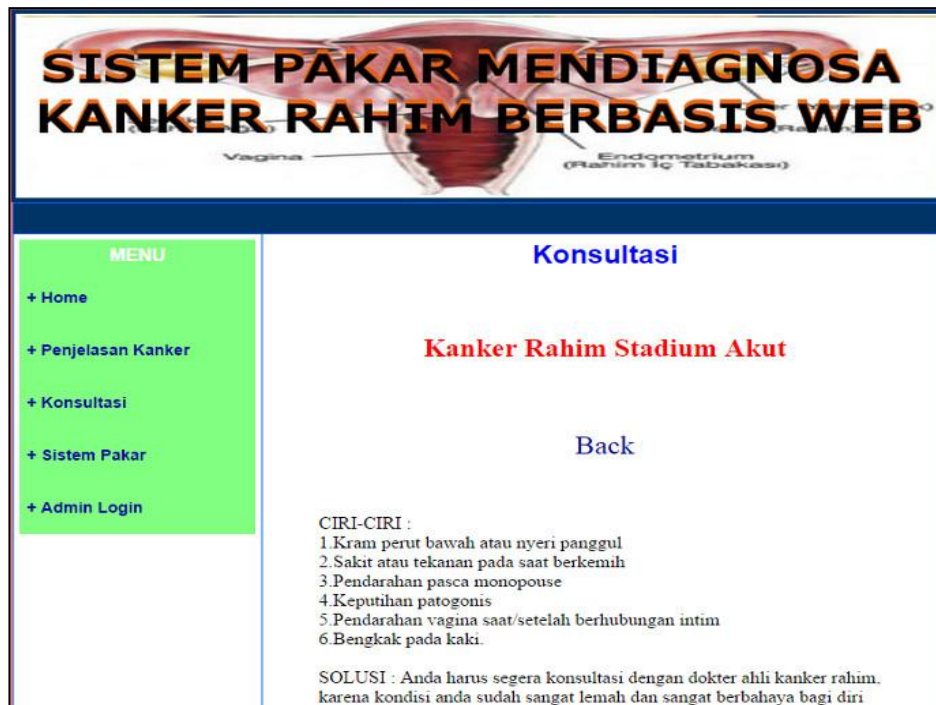 SISTEM PAKAR MENDIAGNOSA
KANKER RAHIM BERBASIS WEB
Vagina
Endometrium
(Rahim İç Tabakası)
MENU
+ Home
+ Penjelasan Kanker
+ Konsultasi
+ Sistem Pakar
+ Admin Login
Konsultasi
Kanker Rahim Stadium Akut
Back
CIRI-CIRI :
1.Kram perut bawah atau nyeri panggul
2.Sakit atau tekanan pada saat berkemih
3.Pendarahan pasca monopouse
4.Keputihan patogonis
5.Pendarahan vagina saat/setelah berhubungan intim
6.Bengkak pada kaki.
SOLUSI : Anda harus segera konsultasi dengan dokter ahli kanker rahim,
karena kondisi anda sudah sangat lemah dan sangat berbahaya bagi diri